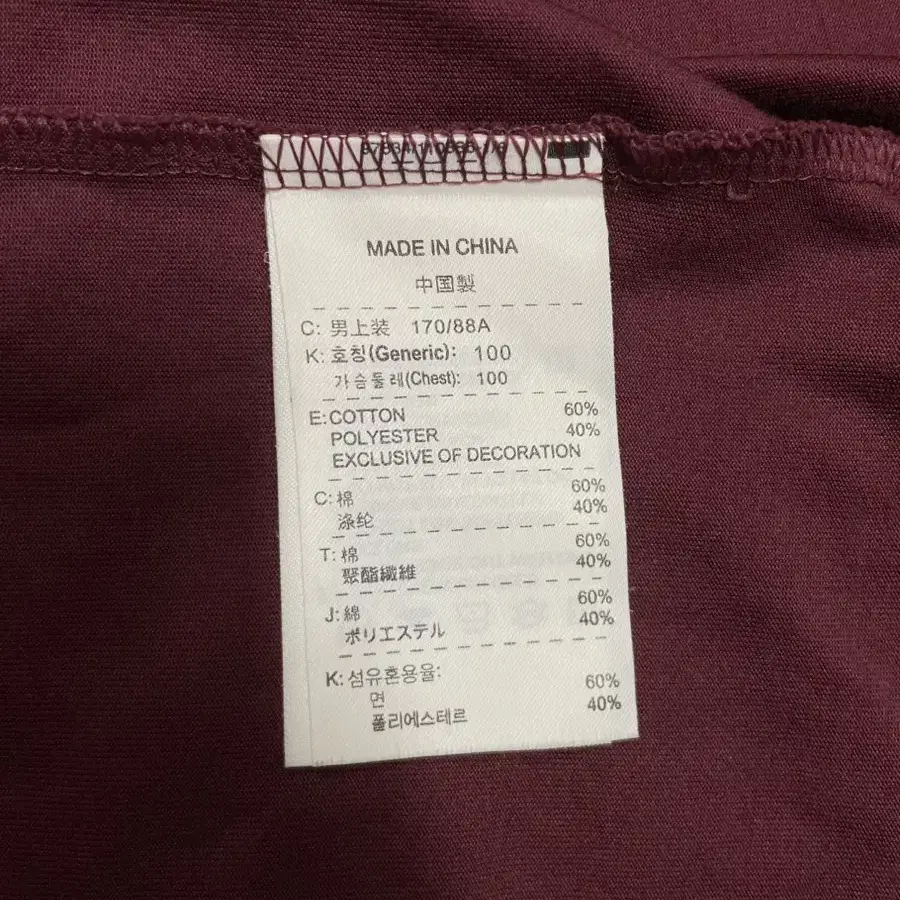 MADE IN CHINA
中国製
C: 男上装 170/88A
K: 호칭(Generic): 100
가슴둘레(Chest): 100
E: COTTON 60%
POLYESTER 40%
EXCLUSIVE OF DECORATION
C: 棉 60%
涤纶 40%
T: 棉 60%
聚酯纖維 40%
J: 綿 60%
ポリエステル 40%
K: 섬유혼용율:
면 60%
폴리에스테르 40%